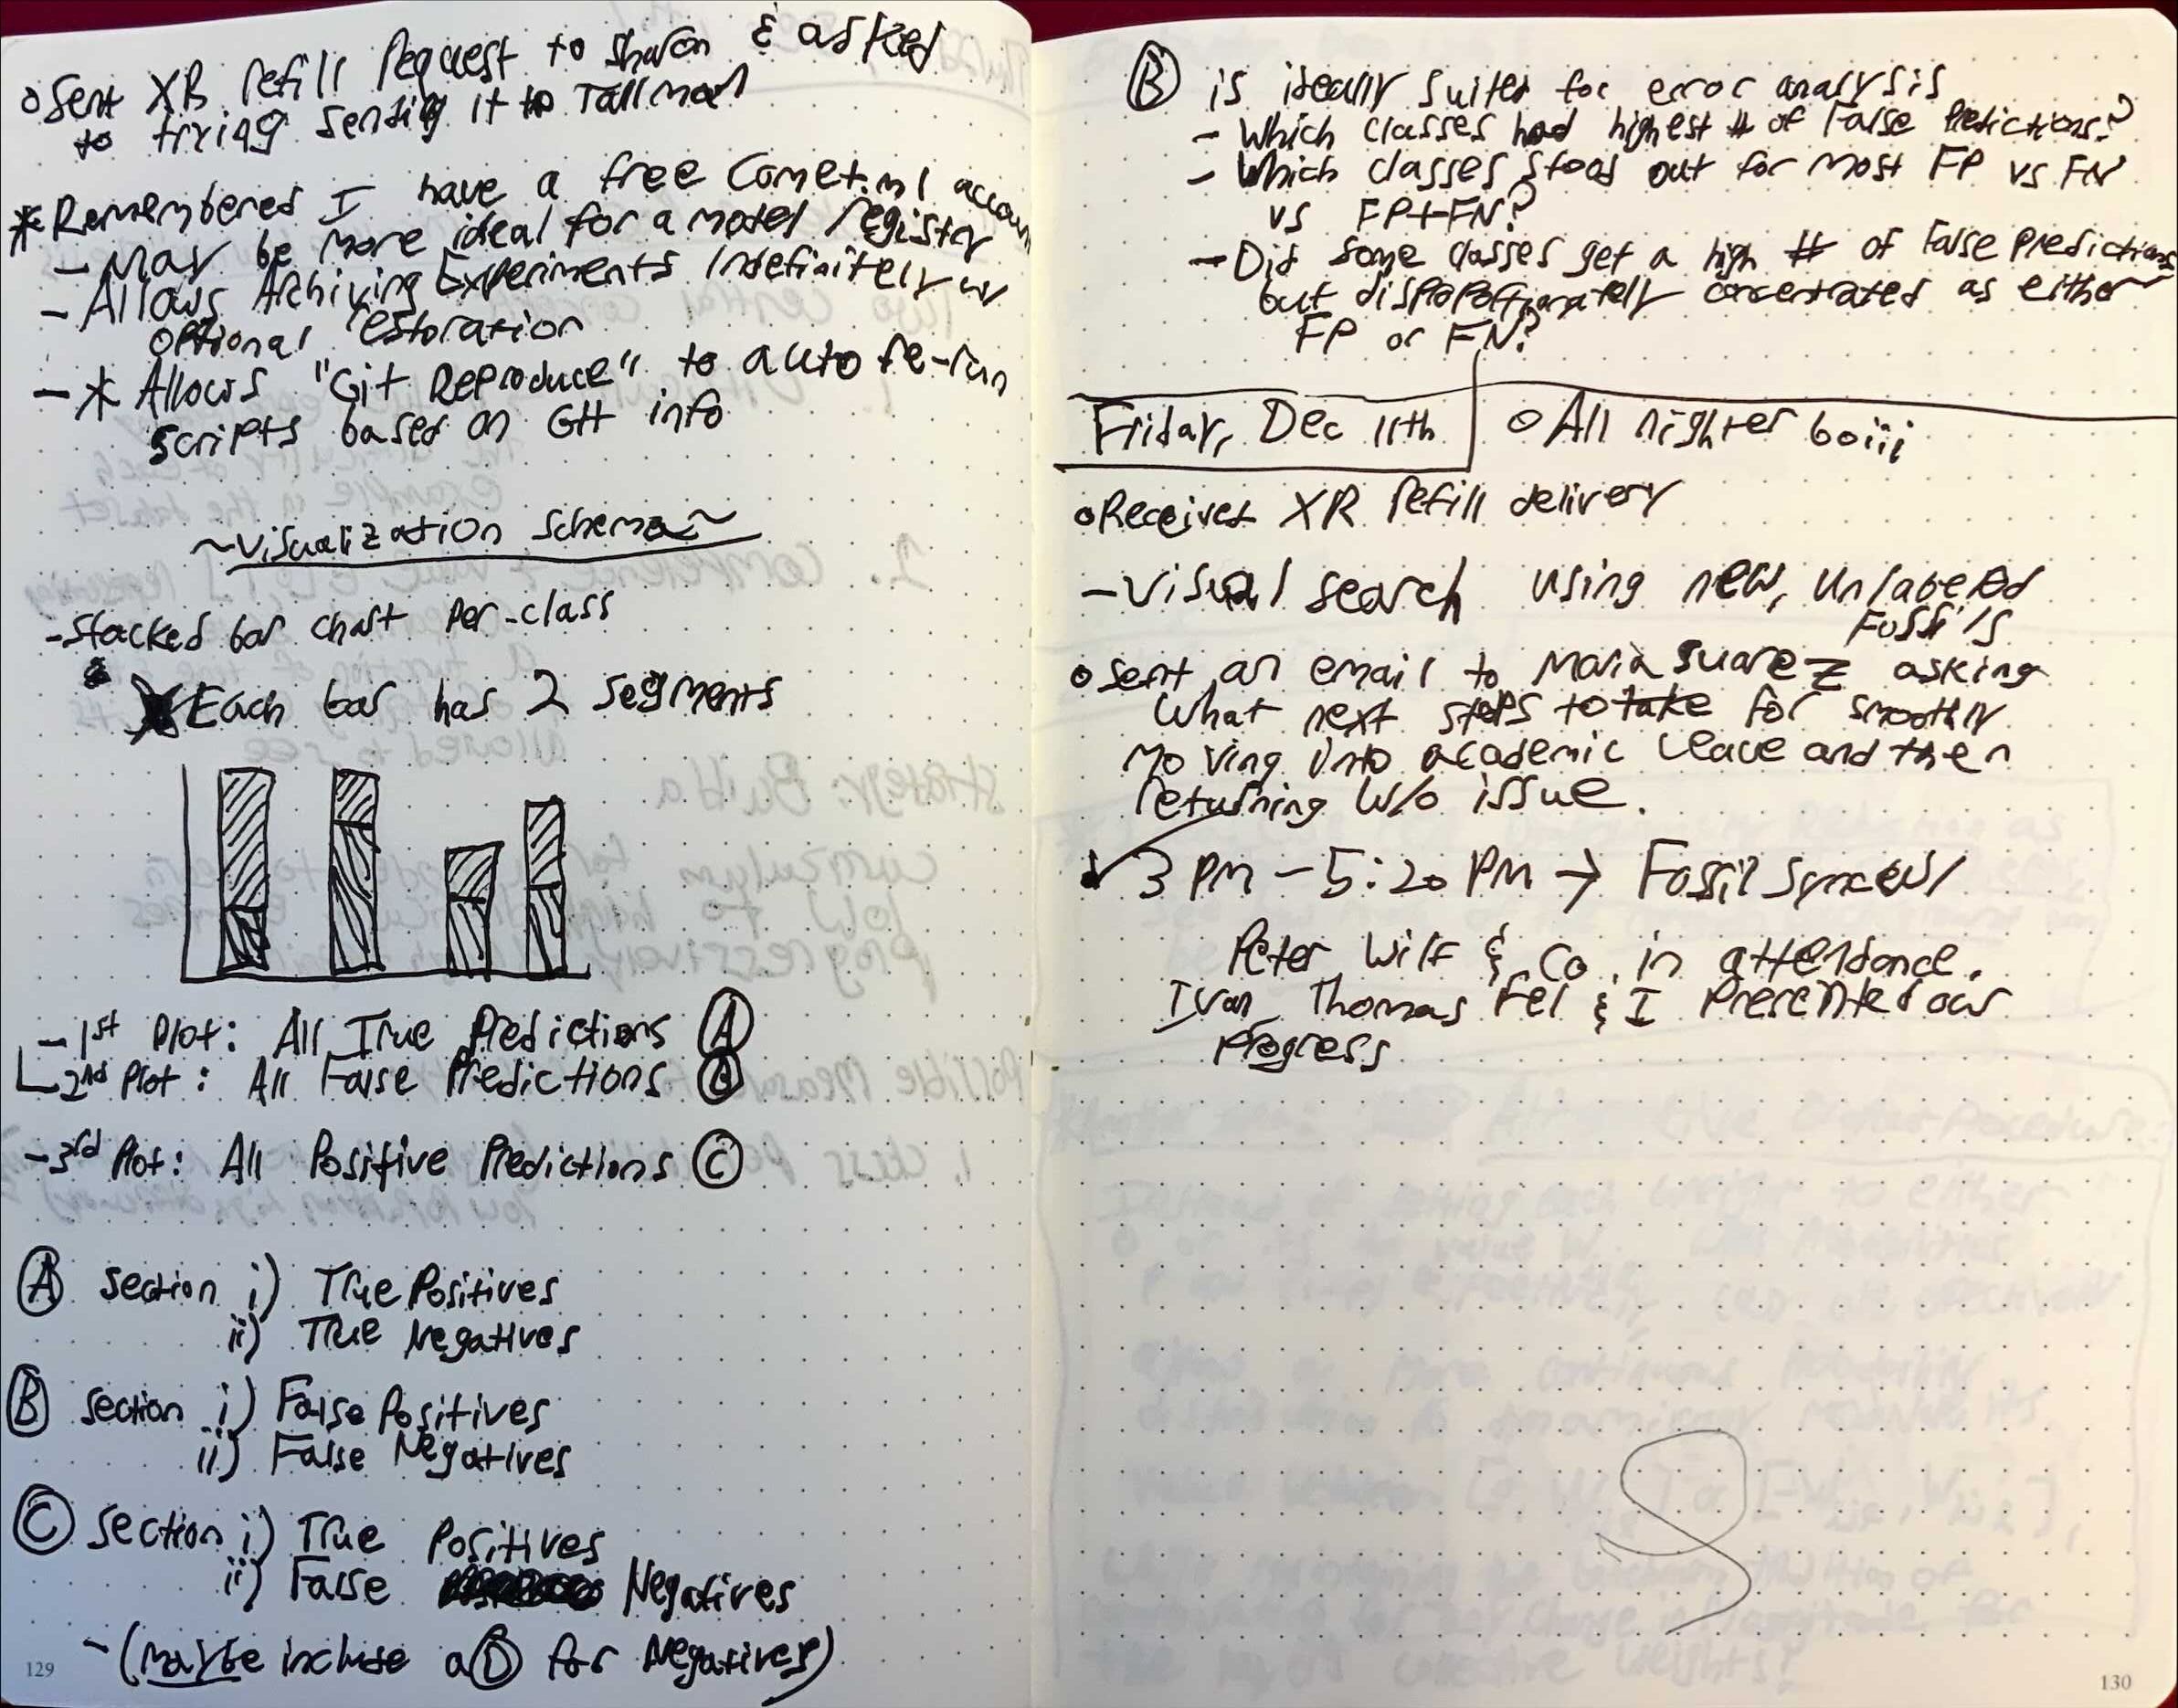 o Sent XR refill Request to Sharon & asked
to trying sending it to Tallman
* Remembered I have a free Comet.ml account
- May be more ideal for a model registry
- Allows Archiving Experiments Indefinitely w
optional restoration
- * Allows "Git Reproduce" to auto re-run
scripts based on GH info
~Visualization Schema~
- Stacked bar chart per-class
Each bar has 2 segments
- 1st Plot: All True Predictions (A)
2nd Plot: All False Predictions (B)
- 3rd Plot: All Positive Predictions (C)
(A) section i) True Positives
ii) True Negatives
(B) section i) False Positives
ii) False Negatives
(C) section i) True Positives
ii) False Negatives
- (maybe include a (D) for Negatives)
129
(B) is ideally suited for error analysis
- Which classes had highest # of False Predictions?
- Which classes stood out for most FP vs FN
vs FP+FN?
- Did some classes get a high # of False predictions
but disproportionately concentrated as either
FP or FN?
Friday, Dec 11th
o All nighter boiii
o Received XR refill delivery
- Visual search using new, unlabeled
Fossils
o Sent an email to Maria Suarez asking
what next steps to take for smoothly
moving into academic leave and then
returning w/o issue.
3 PM - 5:20 PM → Fossil sync w/
Peter Wilf & Co. in attendance.
Ivan, Thomas Fel & I presented our
Progress
130